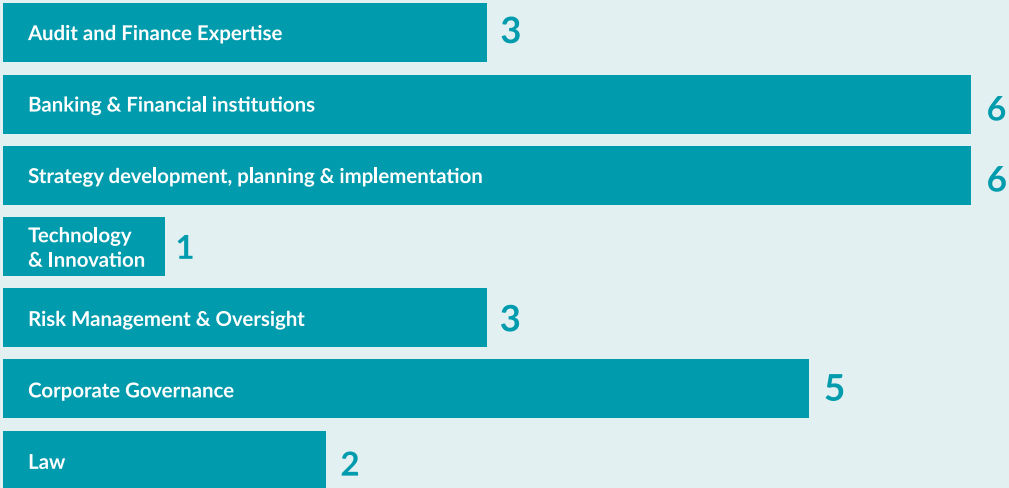 Audit and Finance Expertise 3
Banking & Financial institutions 6
Strategy development, planning & implementation 6
Technology
& Innovation 1
Risk Management & Oversight 3
Corporate Governance 5
Law 2